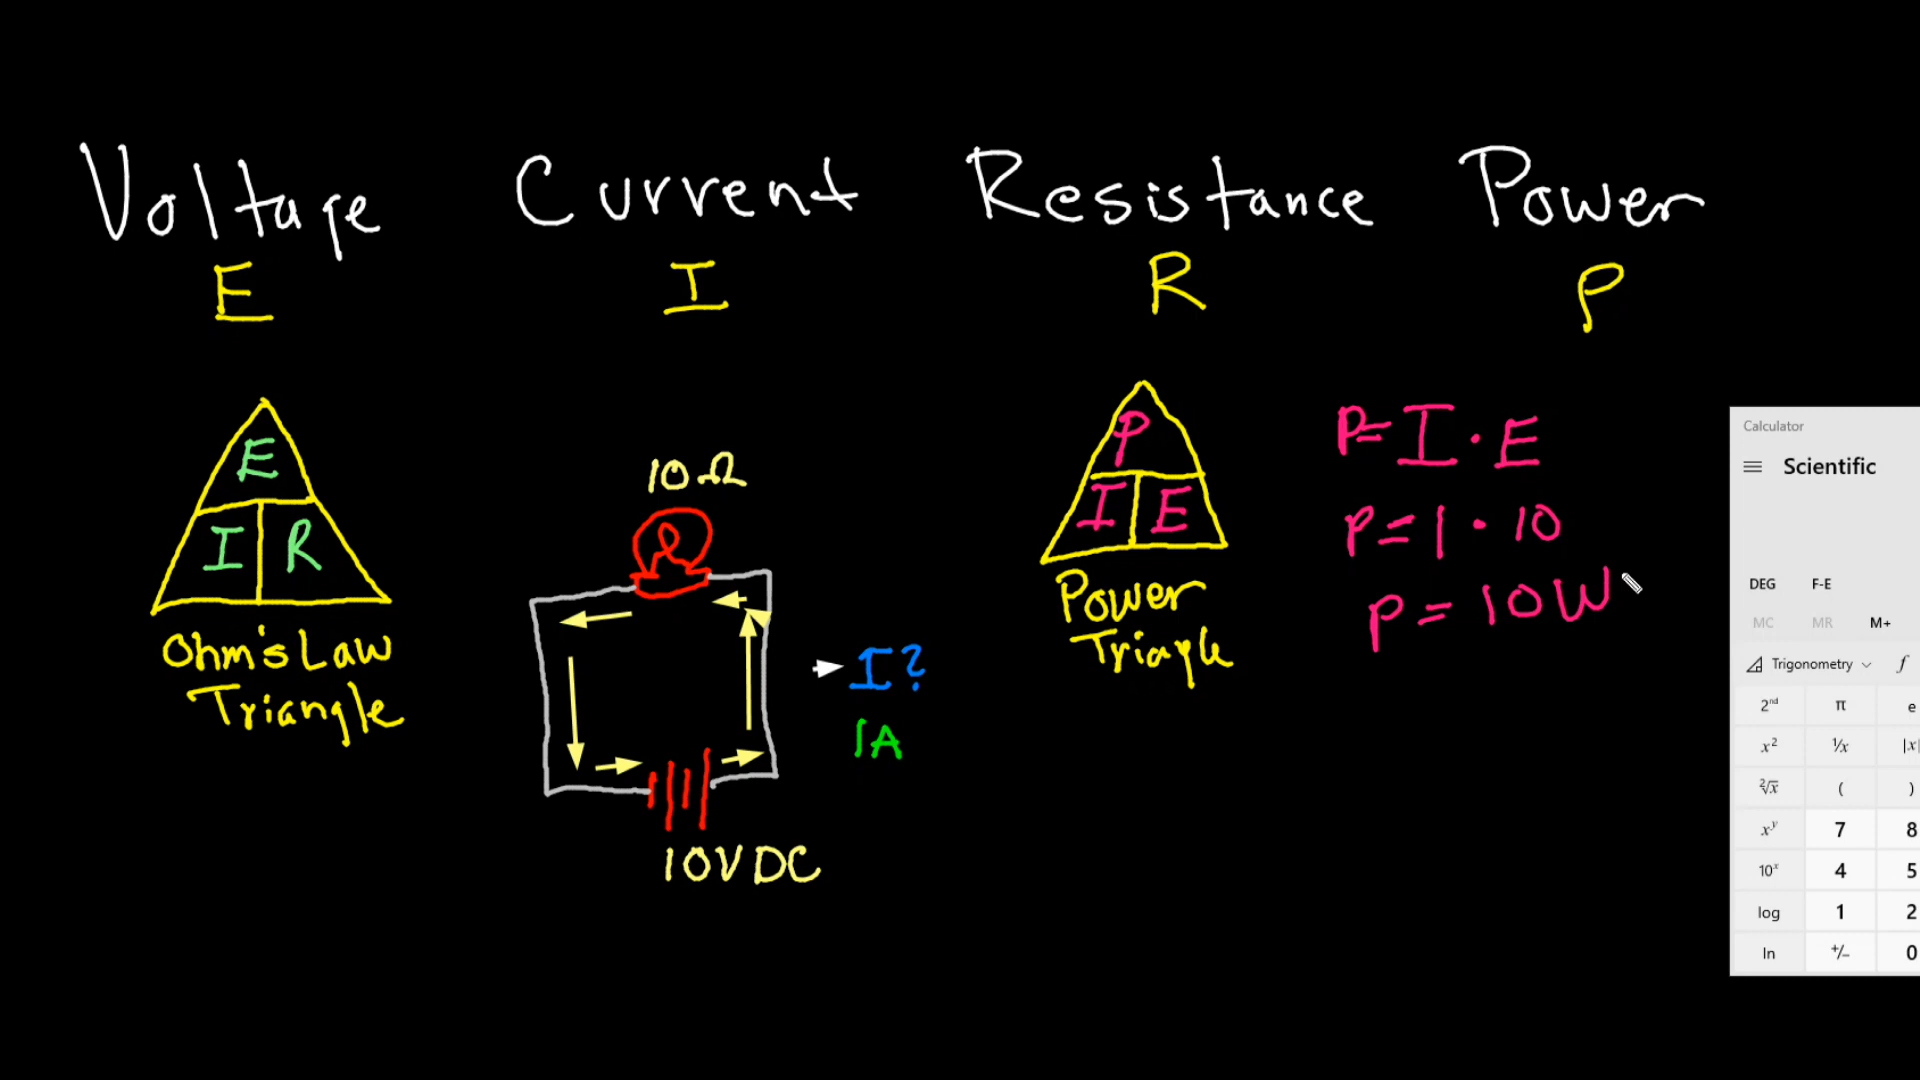 Voltage Current Resistance Power
E I R P
E
I R
Ohm's Law
Triangle
10Ω
I?
1A
10VDC
P
I E
Power
Triagle
P=I·E
P=1·10
P=10W
Calculator
Scientific
DEG F-E
MC MR M+
Trigonometry f
2nd π e
x² ¹/x |x|
²√x ( )
xʸ 7 8
10ˣ 4 5
log 1 2
ln +/− 0